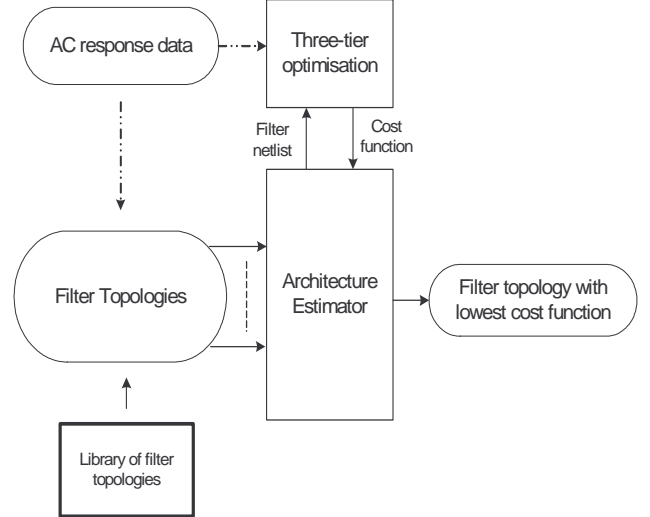 AC response data
Three-tier
optimisation
Filter
netlist
Cost
function
Filter Topologies
Architecture
Estimator
Filter topology with
lowest cost function
Library of filter
topologies